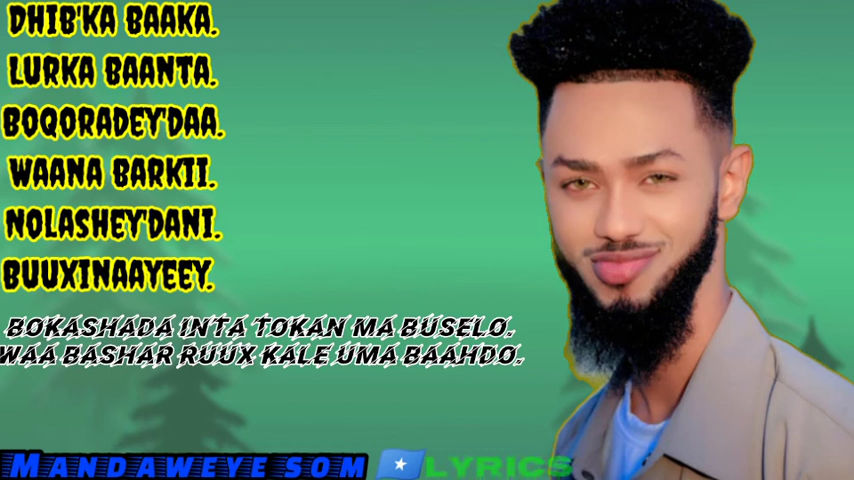 DHIB'KA BAAKA.
LURKA BAANTA.
BOQORADEY'DAA.
WAANA BARKII.
NOLASHEY'DANI.
BUUXINAAYEEY.
BOKASHADA INTA TOKAN MA BUSELO.
WAA BASHAR RUUX KALE UMA BAAHDO.
MANDAWEYE SOM LYRICS